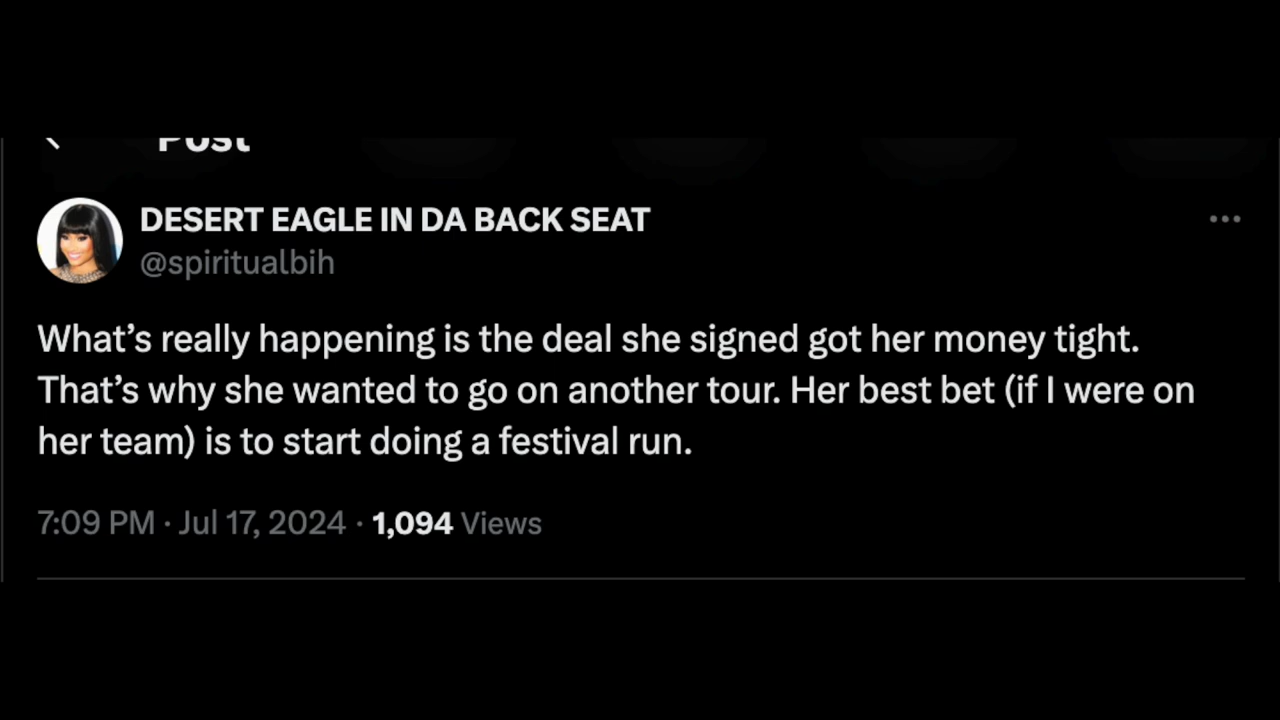 Post
DESERT EAGLE IN DA BACK SEAT
@spiritualbih
What’s really happening is the deal she signed got her money tight.
That’s why she wanted to go on another tour. Her best bet (if I were on
her team) is to start doing a festival run.
7:09 PM · Jul 17, 2024 · 1,094 Views